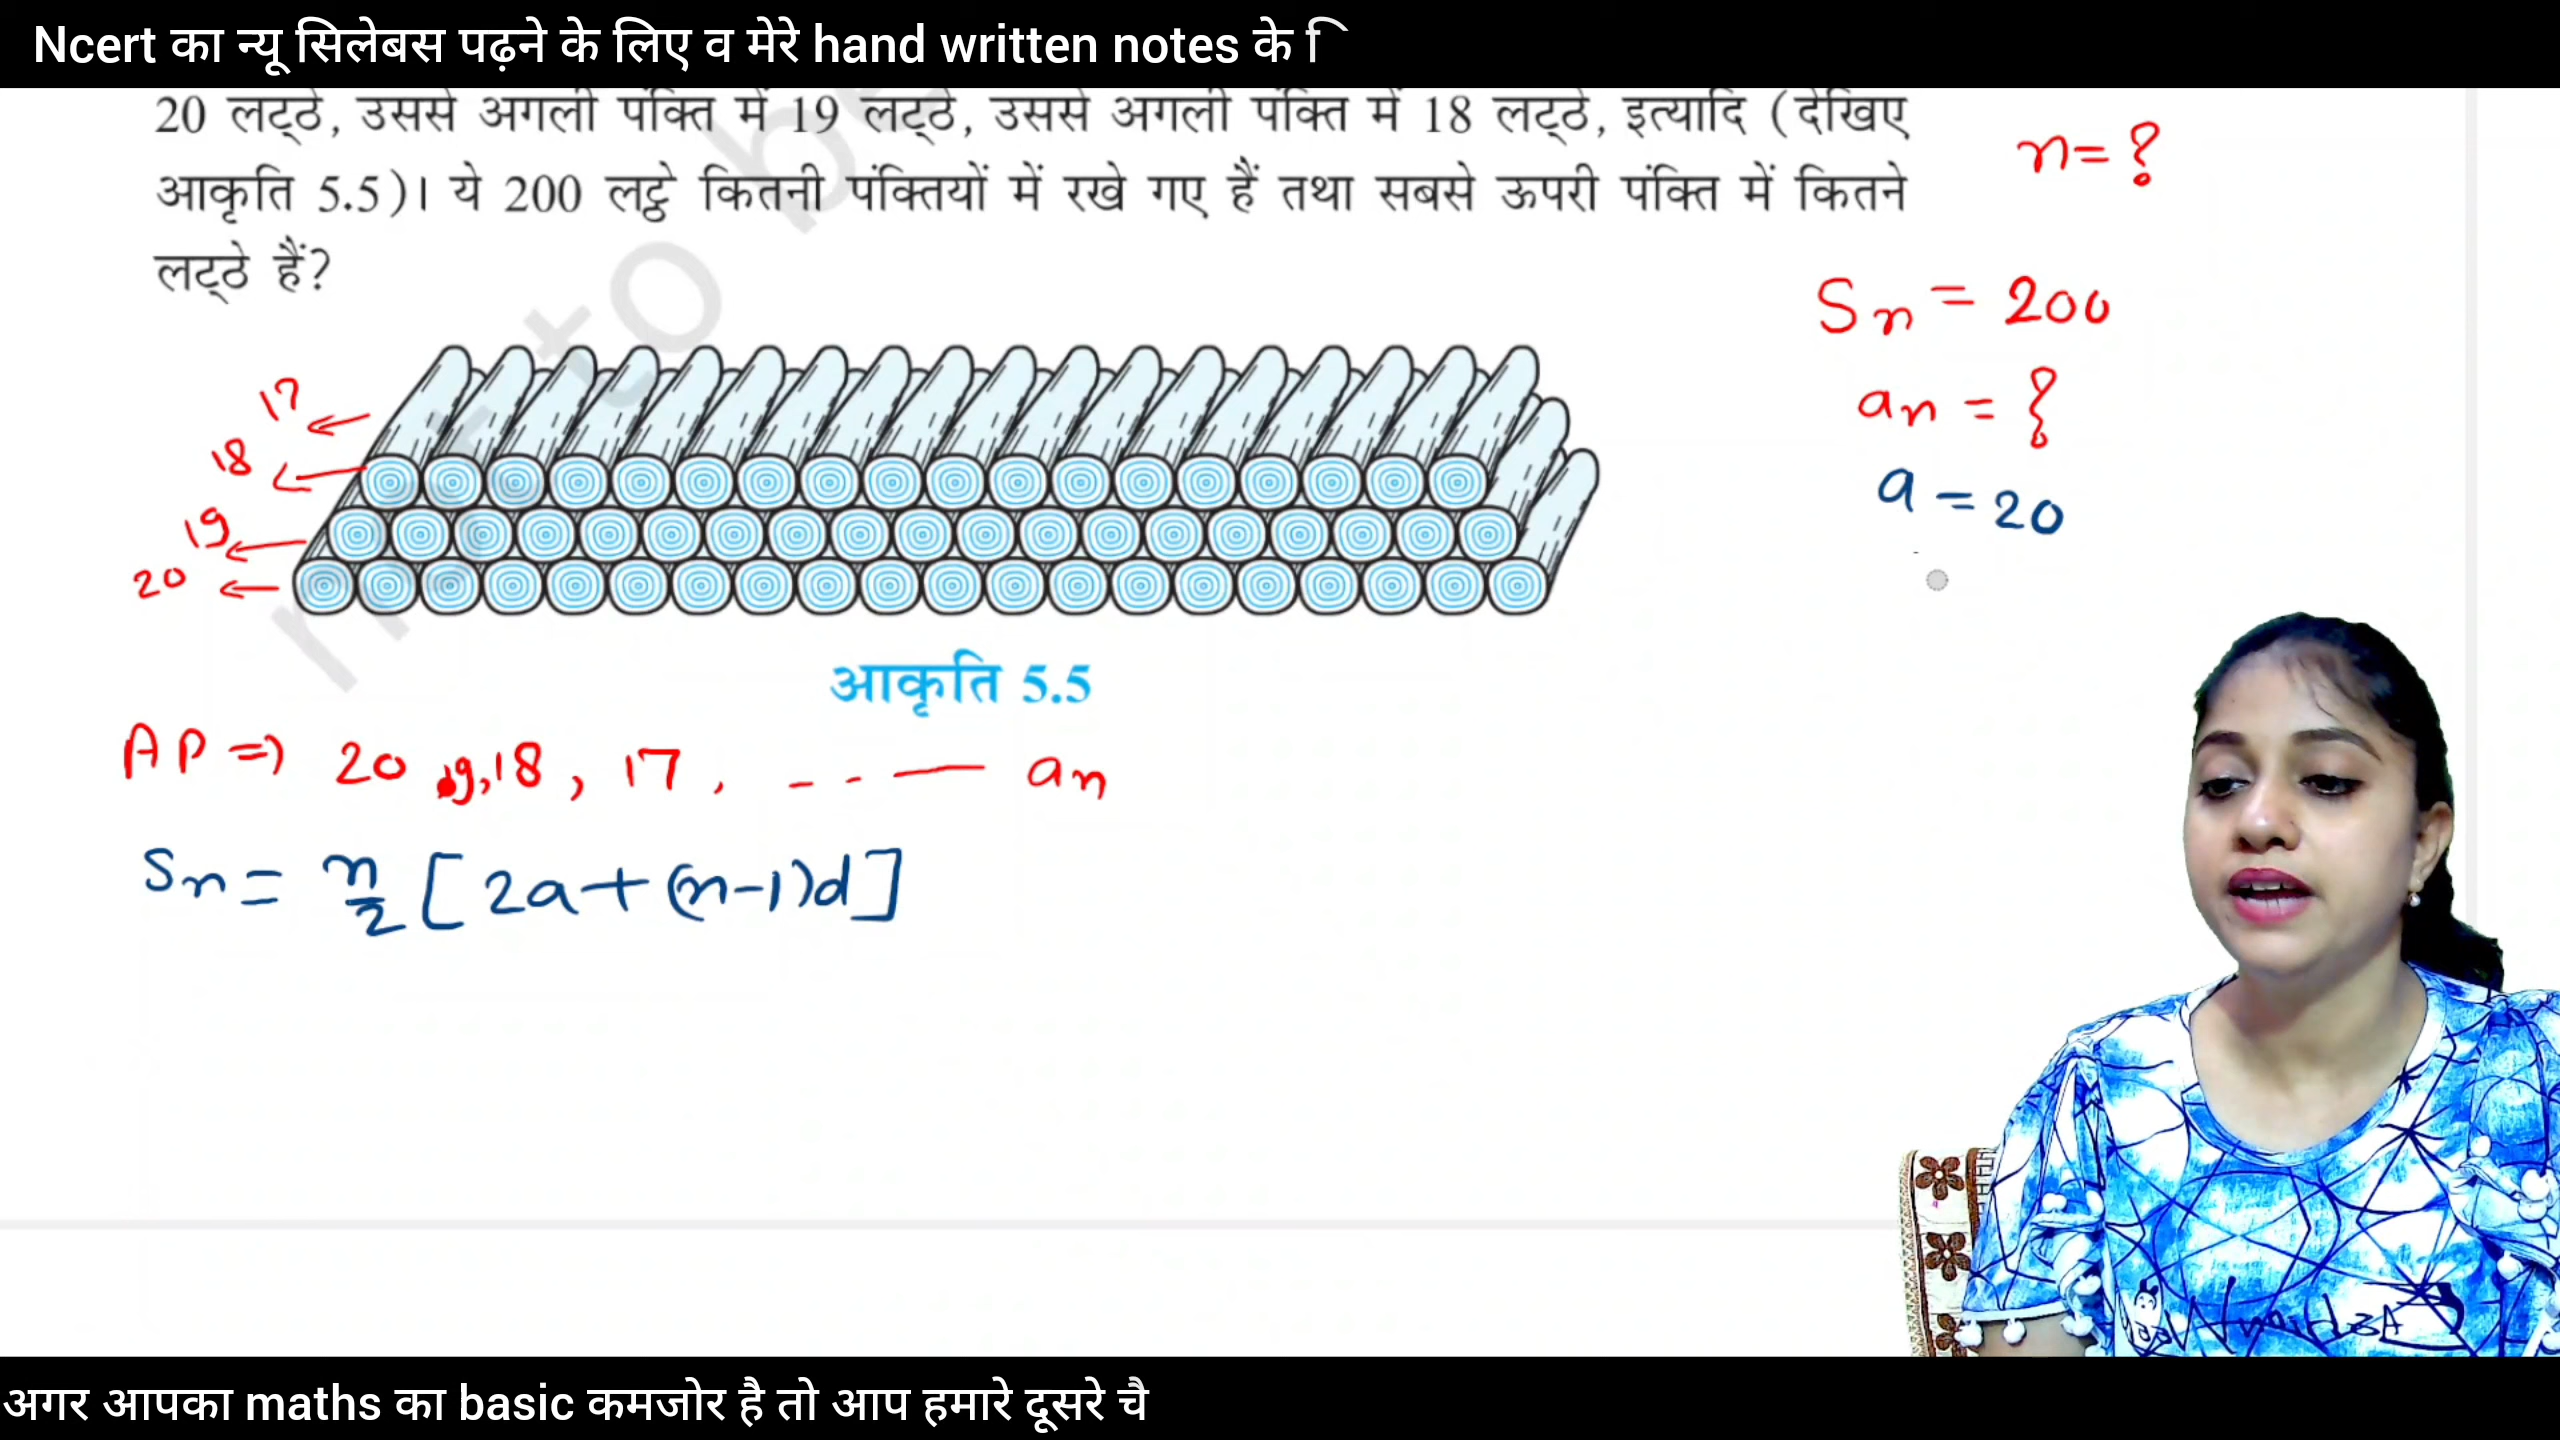 Ncert का न्यू सिलेबस पढ़ने के लिए व मेरे hand written notes के ि
20 लट्ठे, उससे अगली पंक्ति में 19 लट्ठे, उससे अगली पंक्ति में 18 लट्ठे, इत्यादि (देखिए
आकृति 5.5)। ये 200 लट्ठे कितनी पंक्तियों में रखे गए हैं तथा सबसे ऊपरी पंक्ति में कितने
लट्ठे हैं?
n = ?
Sn = 200
an = {
a = 20
17
18
19
20
not to be
आकृति 5.5
AP => 20 19, 18, 17, - - — an
Sn = n/2 [2a + (n-1)d]
अगर आपका maths का basic कमजोर है तो आप हमारे दूसरे चै